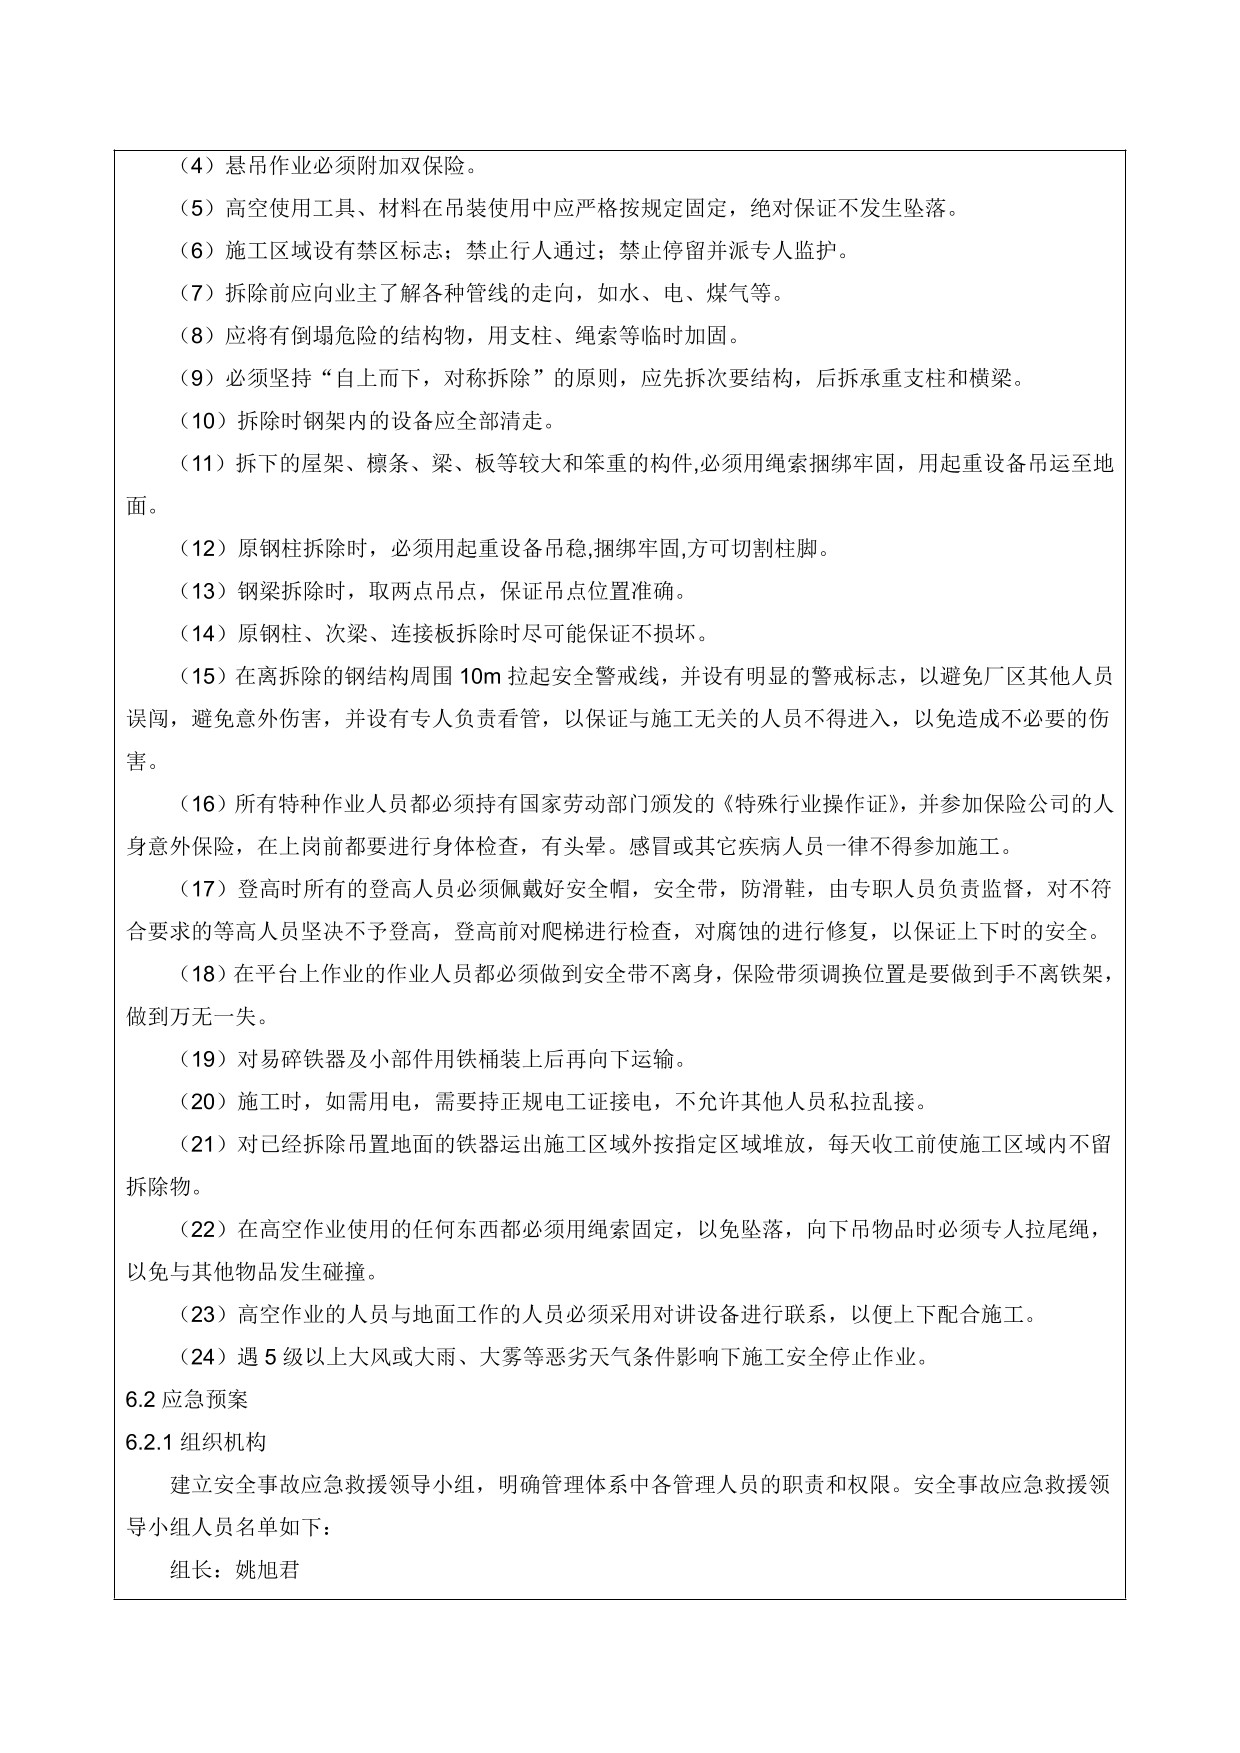 （4）悬吊作业必须附加双保险。
（5）高空使用工具、材料在吊装使用中应严格按规定固定，绝对保证不发生坠落。
（6）施工区域设有禁区标志；禁止行人通过；禁止停留并派专人监护。
（7）拆除前应向业主了解各种管线的走向，如水、电、煤气等。
（8）应将有倒塌危险的结构物，用支柱、绳索等临时加固。
（9）必须坚持“自上而下，对称拆除”的原则，应先拆次要结构，后拆承重支柱和横梁。
（10）拆除时钢架内的设备应全部清走。
（11）拆下的屋架、檩条、梁、板等较大和笨重的构件,必须用绳索捆绑牢固，用起重设备吊运至地
面。
（12）原钢柱拆除时，必须用起重设备吊稳,捆绑牢固,方可切割柱脚。
（13）钢梁拆除时，取两点吊点，保证吊点位置准确。
（14）原钢柱、次梁、连接板拆除时尽可能保证不损坏。
（15）在离拆除的钢结构周围 10m 拉起安全警戒线，并设有明显的警戒标志，以避免厂区其他人员
误闯，避免意外伤害，并设有专人负责看管，以保证与施工无关的人员不得进入，以免造成不必要的伤
害。
（16）所有特种作业人员都必须持有国家劳动部门颁发的《特殊行业操作证》，并参加保险公司的人
身意外保险，在上岗前都要进行身体检查，有头晕。感冒或其它疾病人员一律不得参加施工。
（17）登高时所有的登高人员必须佩戴好安全帽，安全带，防滑鞋，由专职人员负责监督，对不符
合要求的等高人员坚决不予登高，登高前对爬梯进行检查，对腐蚀的进行修复，以保证上下时的安全。
（18）在平台上作业的作业人员都必须做到安全带不离身，保险带须调换位置是要做到手不离铁架，
做到万无一失。
（19）对易碎铁器及小部件用铁桶装上后再向下运输。
（20）施工时，如需用电，需要持正规电工证接电，不允许其他人员私拉乱接。
（21）对已经拆除吊置地面的铁器运出施工区域外按指定区域堆放，每天收工前使施工区域内不留
拆除物。
（22）在高空作业使用的任何东西都必须用绳索固定，以免坠落，向下吊物品时必须专人拉尾绳，
以免与其他物品发生碰撞。
（23）高空作业的人员与地面工作的人员必须采用对讲设备进行联系，以便上下配合施工。
（24）遇 5 级以上大风或大雨、大雾等恶劣天气条件影响下施工安全停止作业。
6.2 应急预案
6.2.1 组织机构
建立安全事故应急救援领导小组，明确管理体系中各管理人员的职责和权限。安全事故应急救援领
导小组人员名单如下：
组长：姚旭君